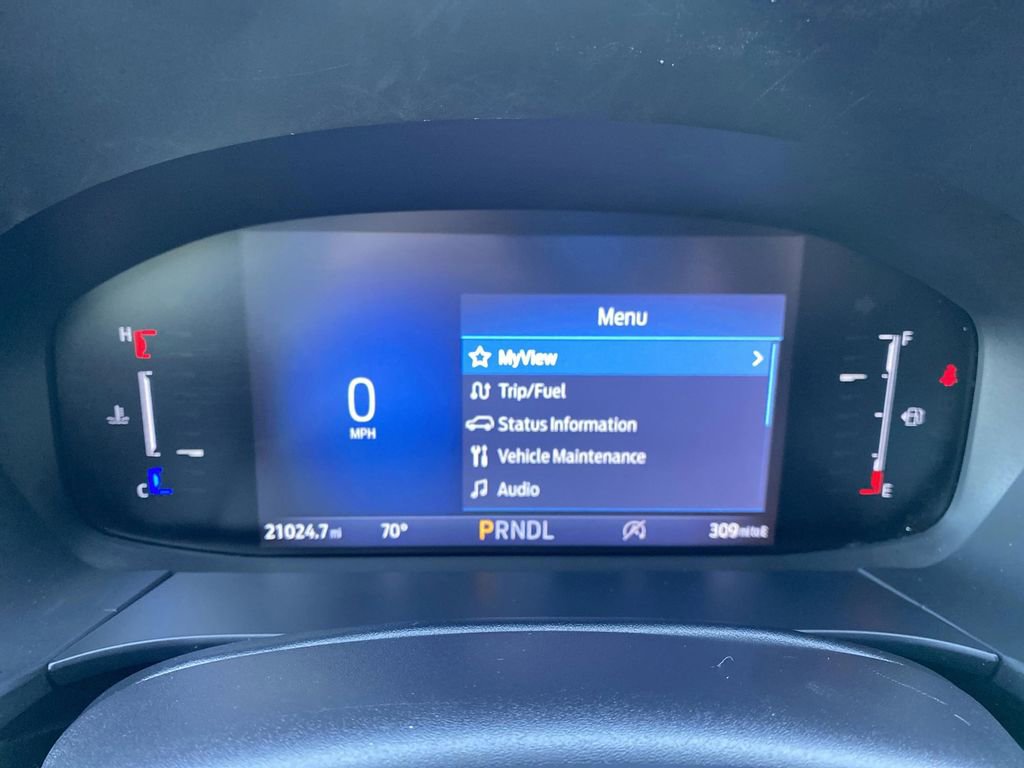 Menu
MyView
Trip/Fuel
Status Information
Vehicle Maintenance
Audio
0
MPH
H
C
F
E
21024.7 mi
70°
PRNDL
309 mi to E